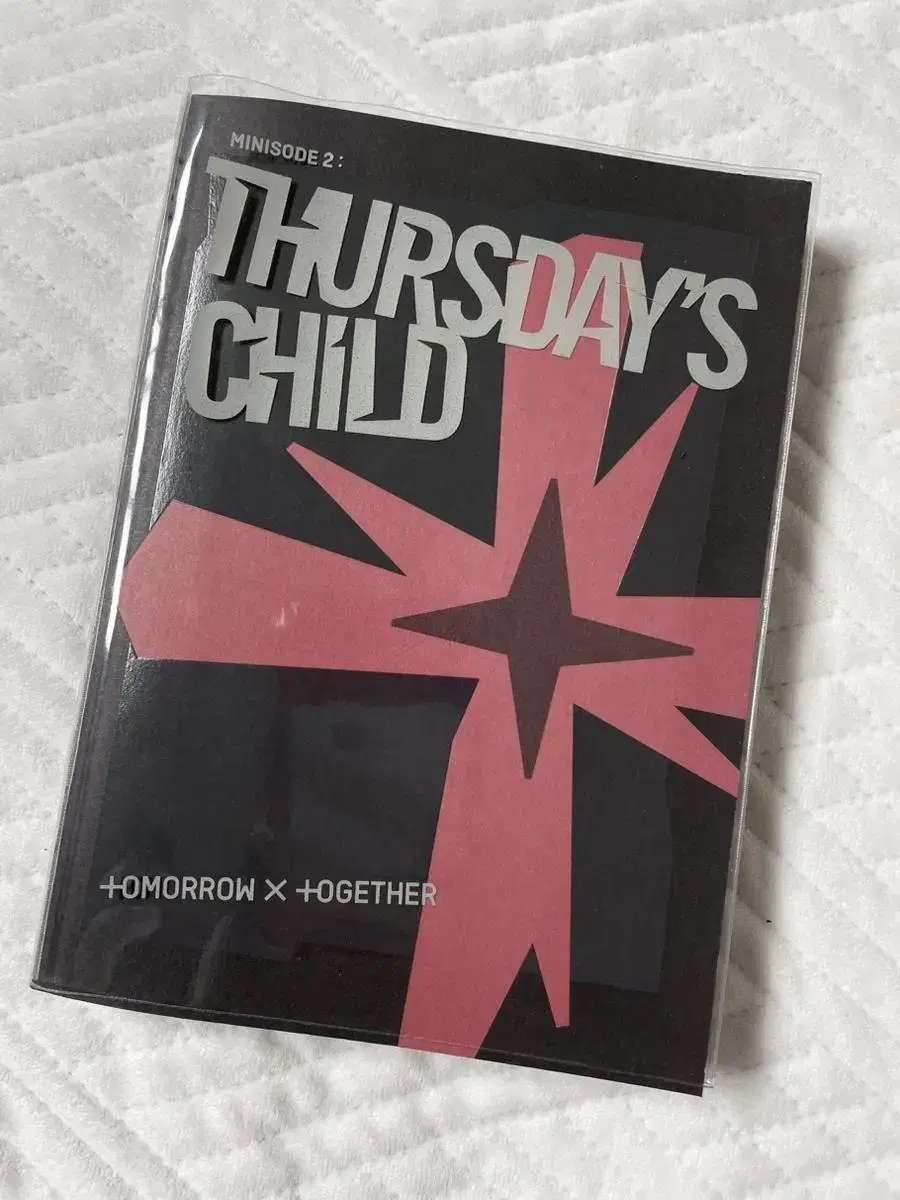 MINISODE 2:
THURSDAY'S
CHiLD
TOMORROW X TOGETHER